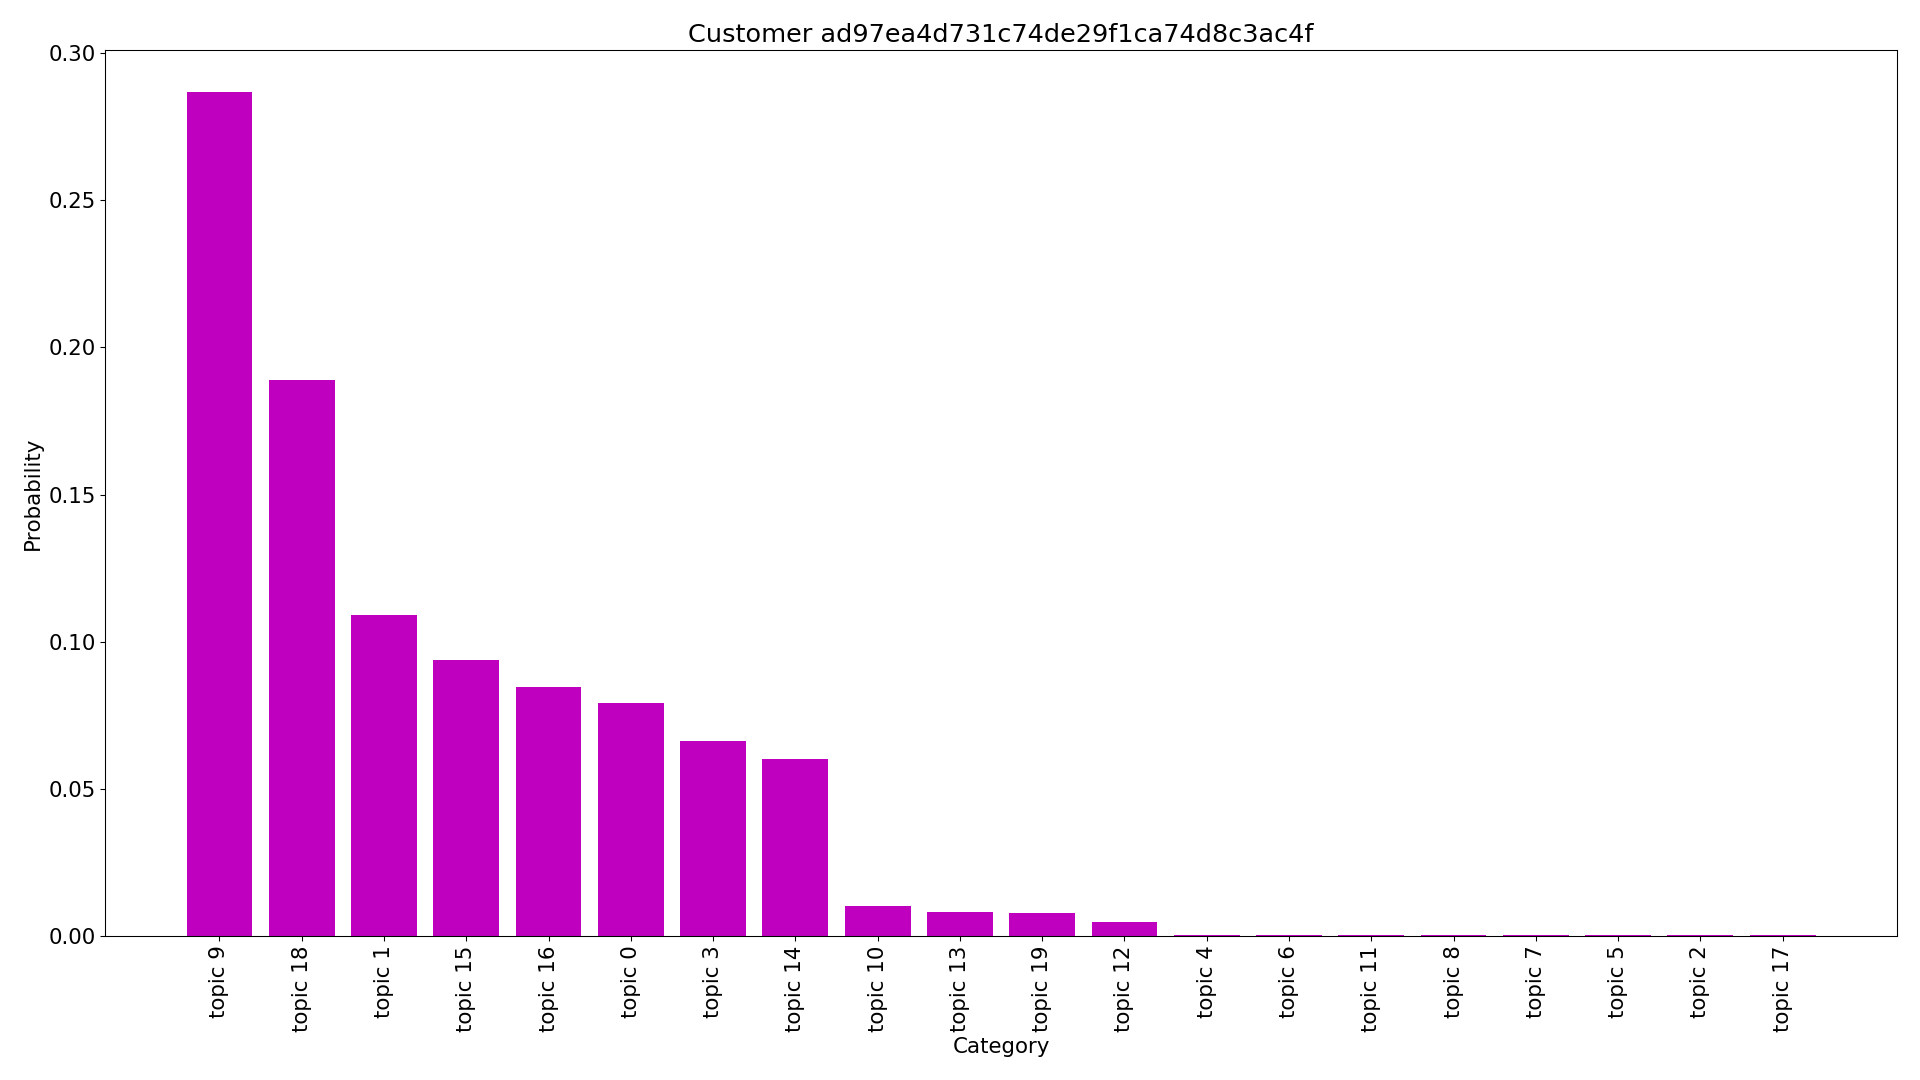 Customer ad97ea4d731c74de29f1ca74d8c3ac4f
0.30
0.25
0.20
0.15
0.10
0.05
0.00
Probability
topic 9
topic 18
topic 1
topic 15
topic 16
topic 0
topic 3
topic 14
topic 10
topic 13
topic 19
topic 12
topic 4
topic 6
topic 11
topic 8
topic 7
topic 5
topic 2
topic 17
Category